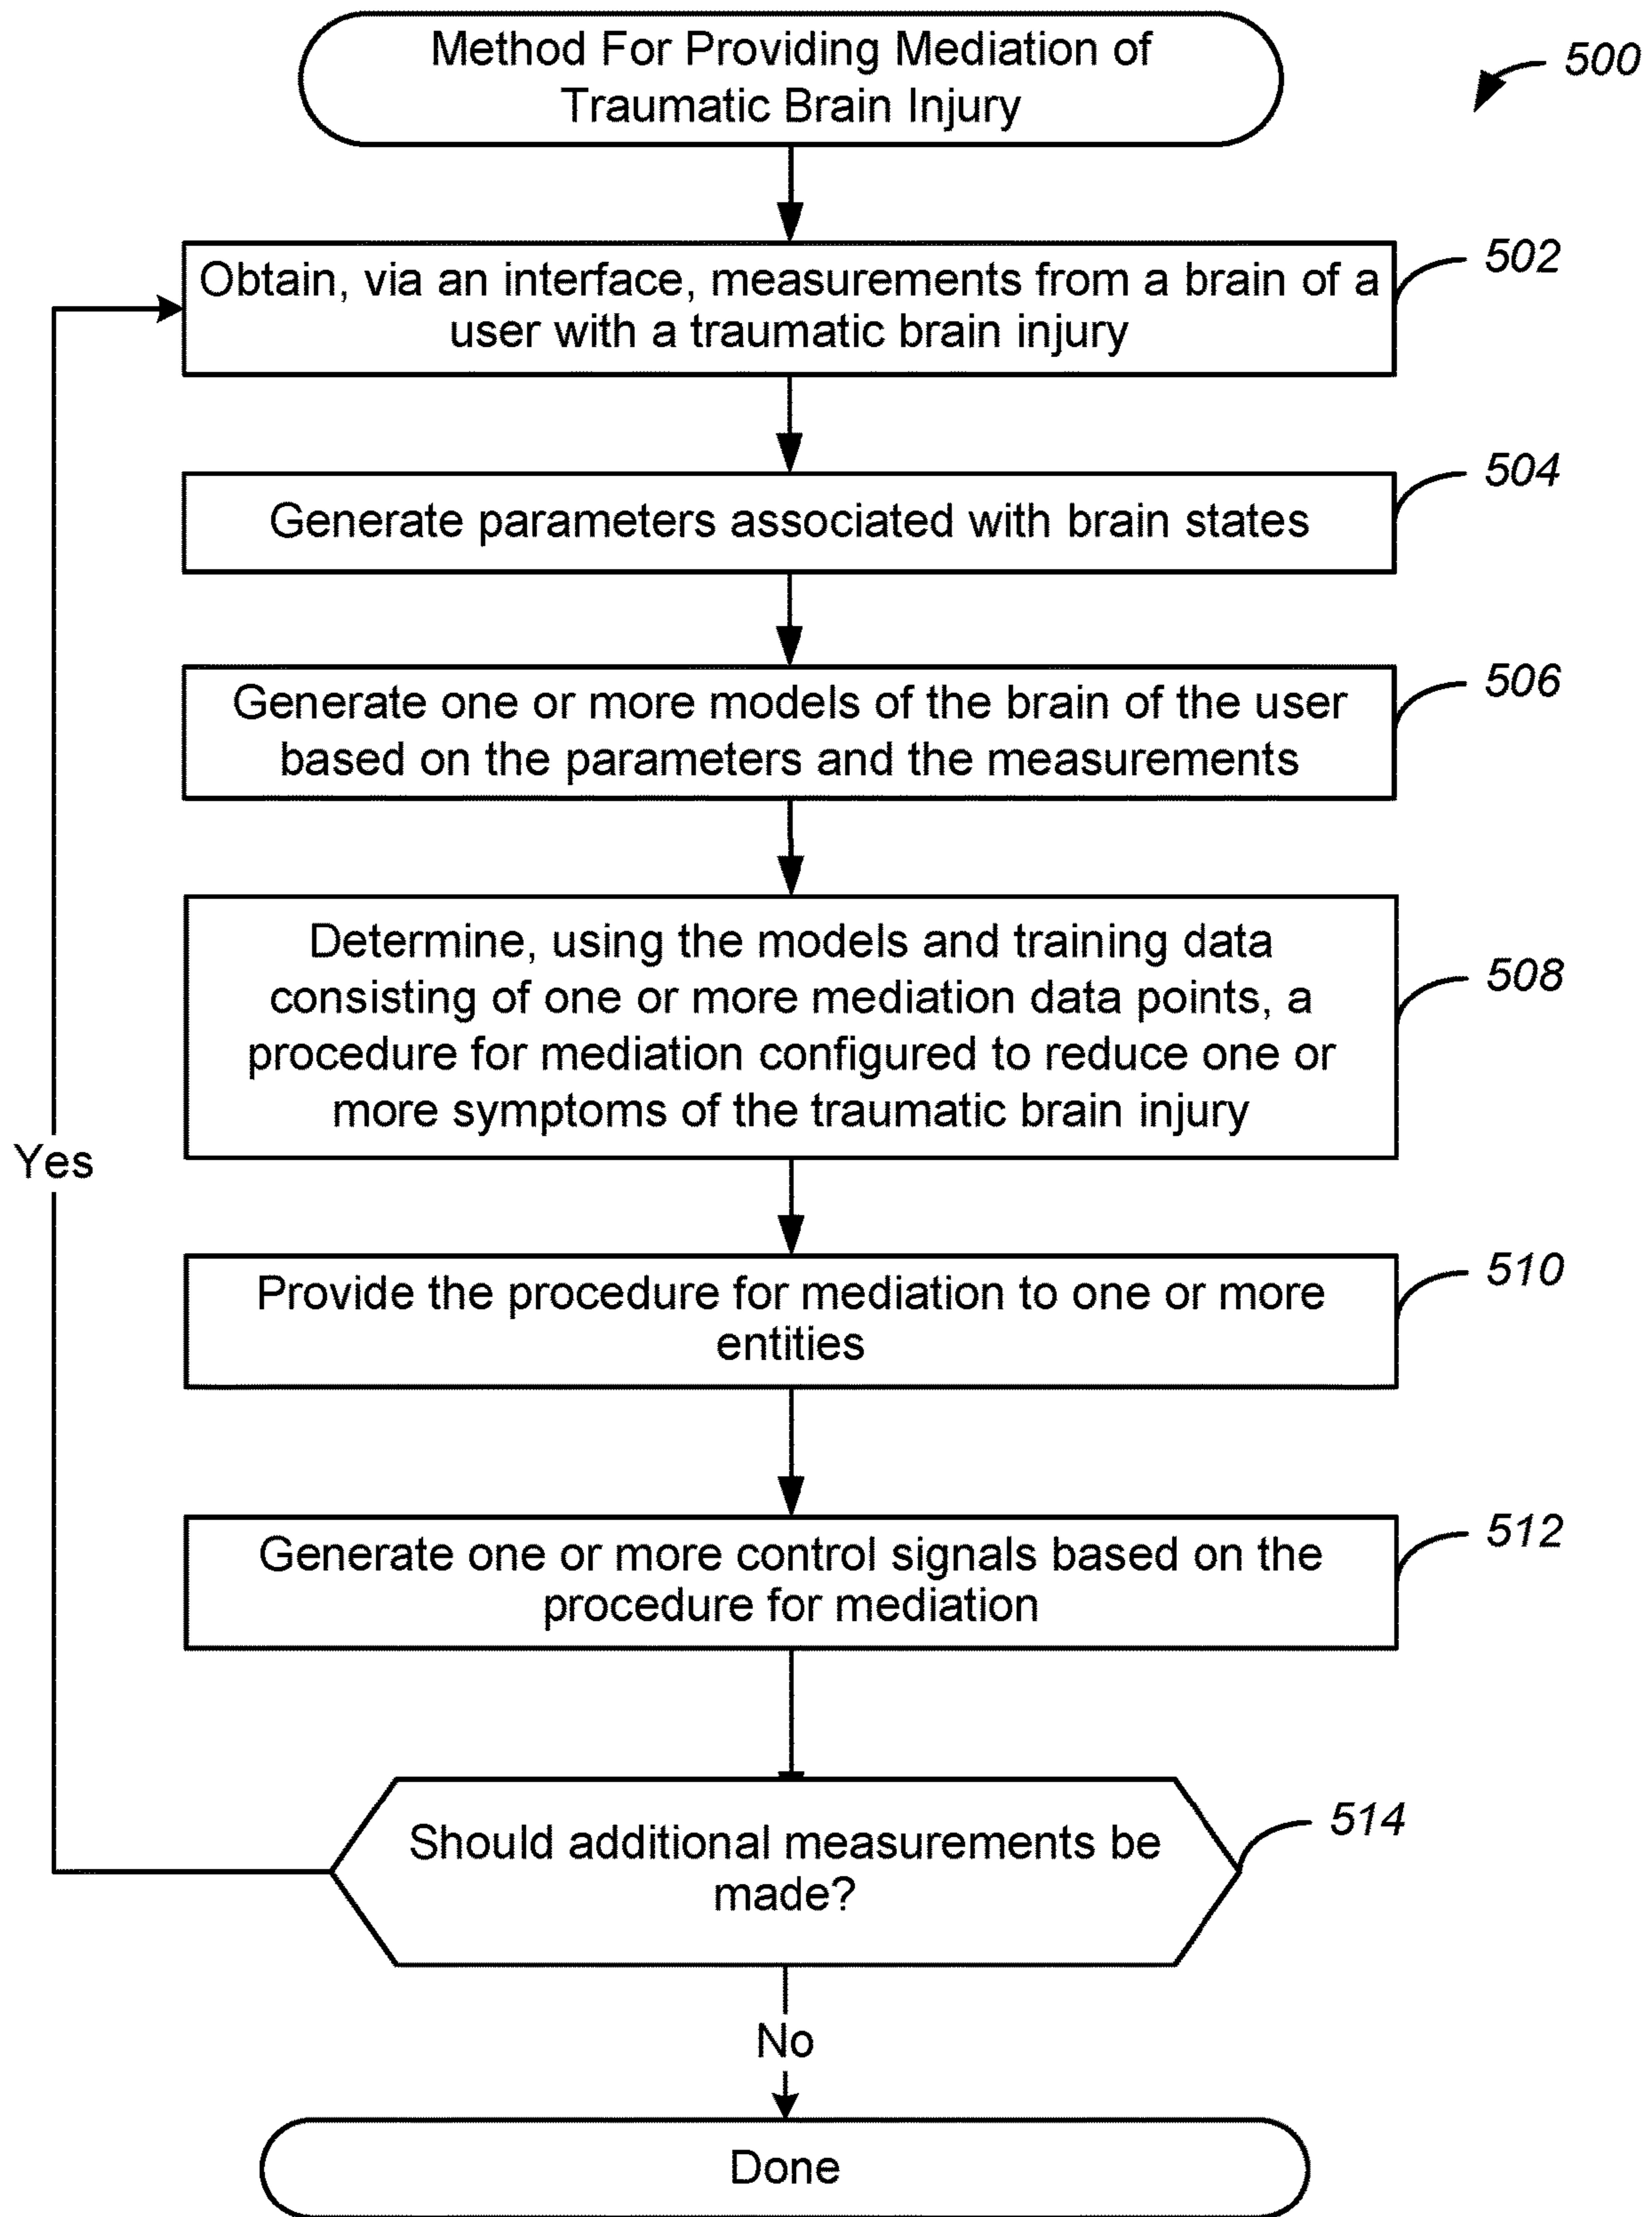 Method For Providing Mediation of
Traumatic Brain Injury
500
Obtain, via an interface, measurements from a brain of a
user with a traumatic brain injury
502
Generate parameters associated with brain states
504
Generate one or more models of the brain of the user
based on the parameters and the measurements
506
Determine, using the models and training data
consisting of one or more mediation data points, a
procedure for mediation configured to reduce one or
more symptoms of the traumatic brain injury
508
Yes
Provide the procedure for mediation to one or more
entities
510
Generate one or more control signals based on the
procedure for mediation
512
Should additional measurements be
made?
514
No
Done